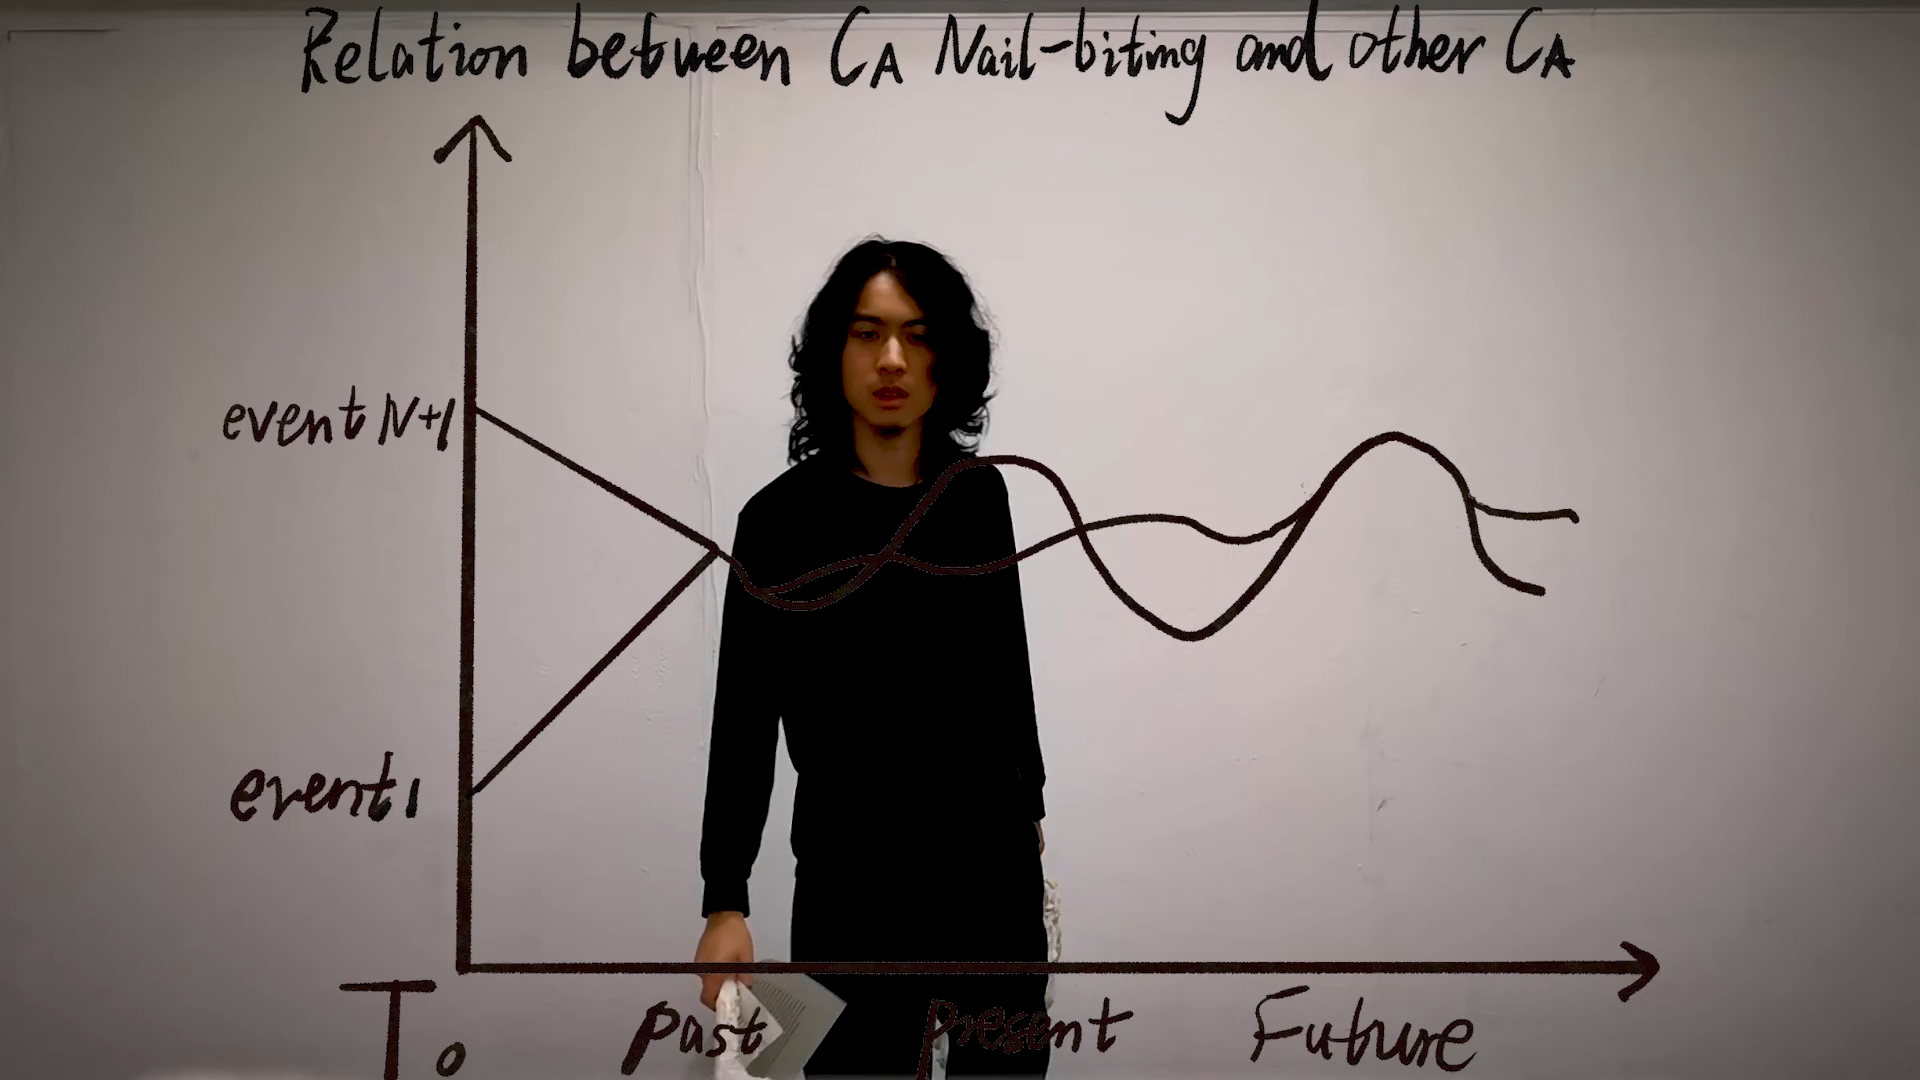 Relation between CA Nail-biting and other CA
event N+1
event1
To past present Future